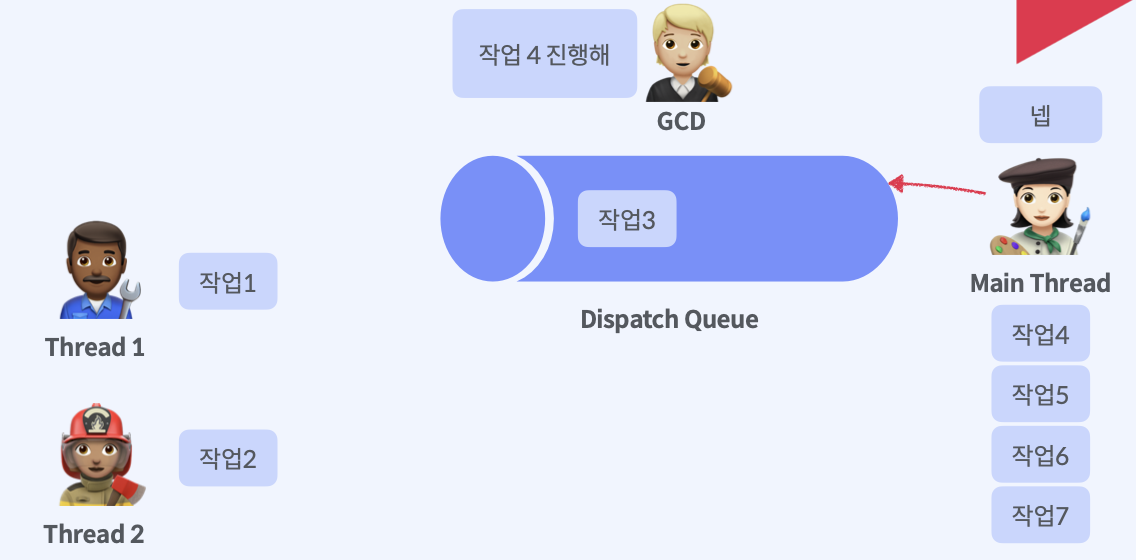 작업 4 진행해
GCD
넵
작업3
Dispatch Queue
Main Thread
작업4
작업5
작업6
작업7
작업1
Thread 1
작업2
Thread 2